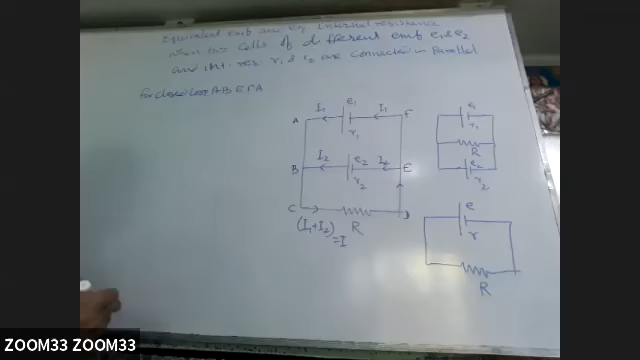 Equivalent emf and eq. internal resistance
when two cells of different emf e1 & e2
and int. res. r1 & r2 are connected in Parallel
For closed loop A B E F A
A
I1
e1
r1
I1
F
B
I2
e2
r2
I2
E
C
(I1+I2)
=I
R
D
e1
r1
R
e2
r2
e
r
R
ZOOM33 ZOOM33